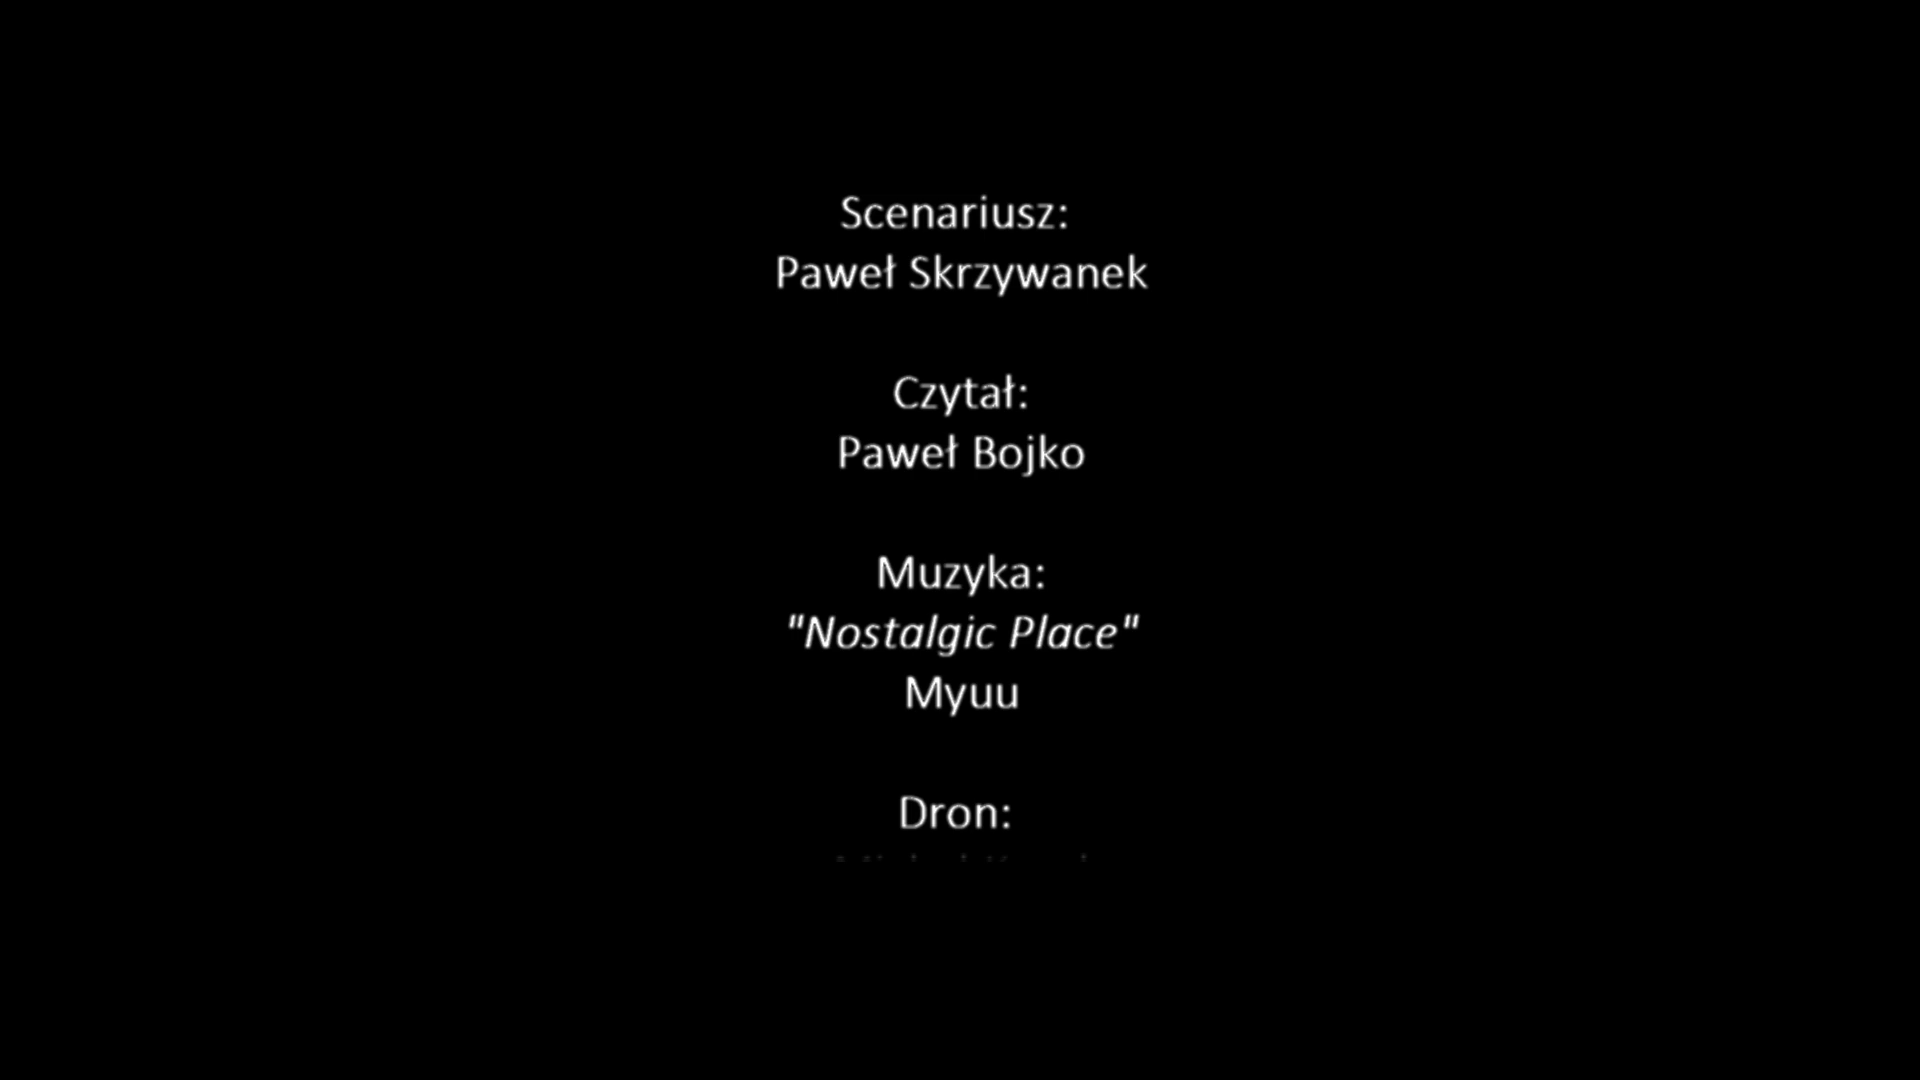 Scenariusz:
Paweł Skrzywanek
Czytał:
Paweł Bojko
Muzyka:
"Nostalgic Place"
Myuu
Dron: